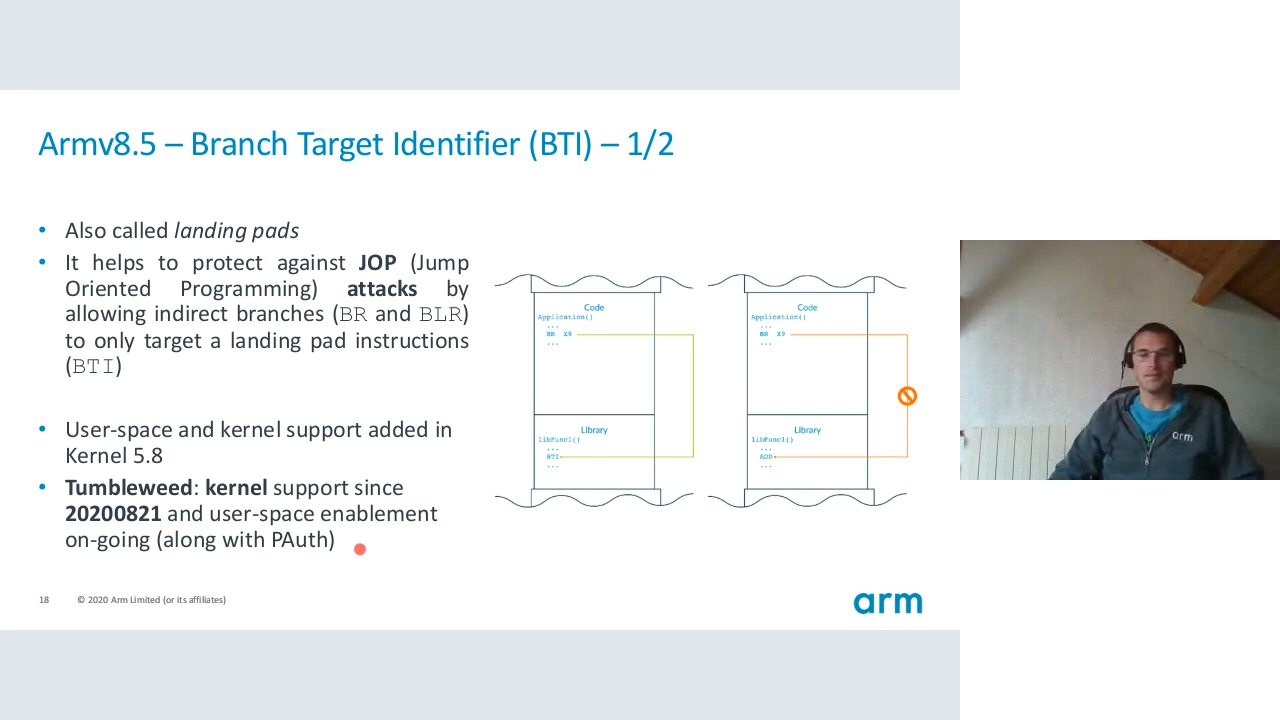 Armv8.5 – Branch Target Identifier (BTI) – 1/2
• Also called landing pads
• It helps to protect against JOP (Jump
Oriented Programming) attacks by
allowing indirect branches (BR and BLR)
to only target a landing pad instructions
(BTI)
• User-space and kernel support added in
Kernel 5.8
• Tumbleweed: kernel support since
20200821 and user-space enablement
on-going (along with PAuth)
Code
Application()
...
BR X9
...
Library
libFunc1()
...
BTI
...
Code
Application()
...
BR X9
...
Library
libFunc1()
...
ADD
...
arm
18 © 2020 Arm Limited (or its affiliates)
arm